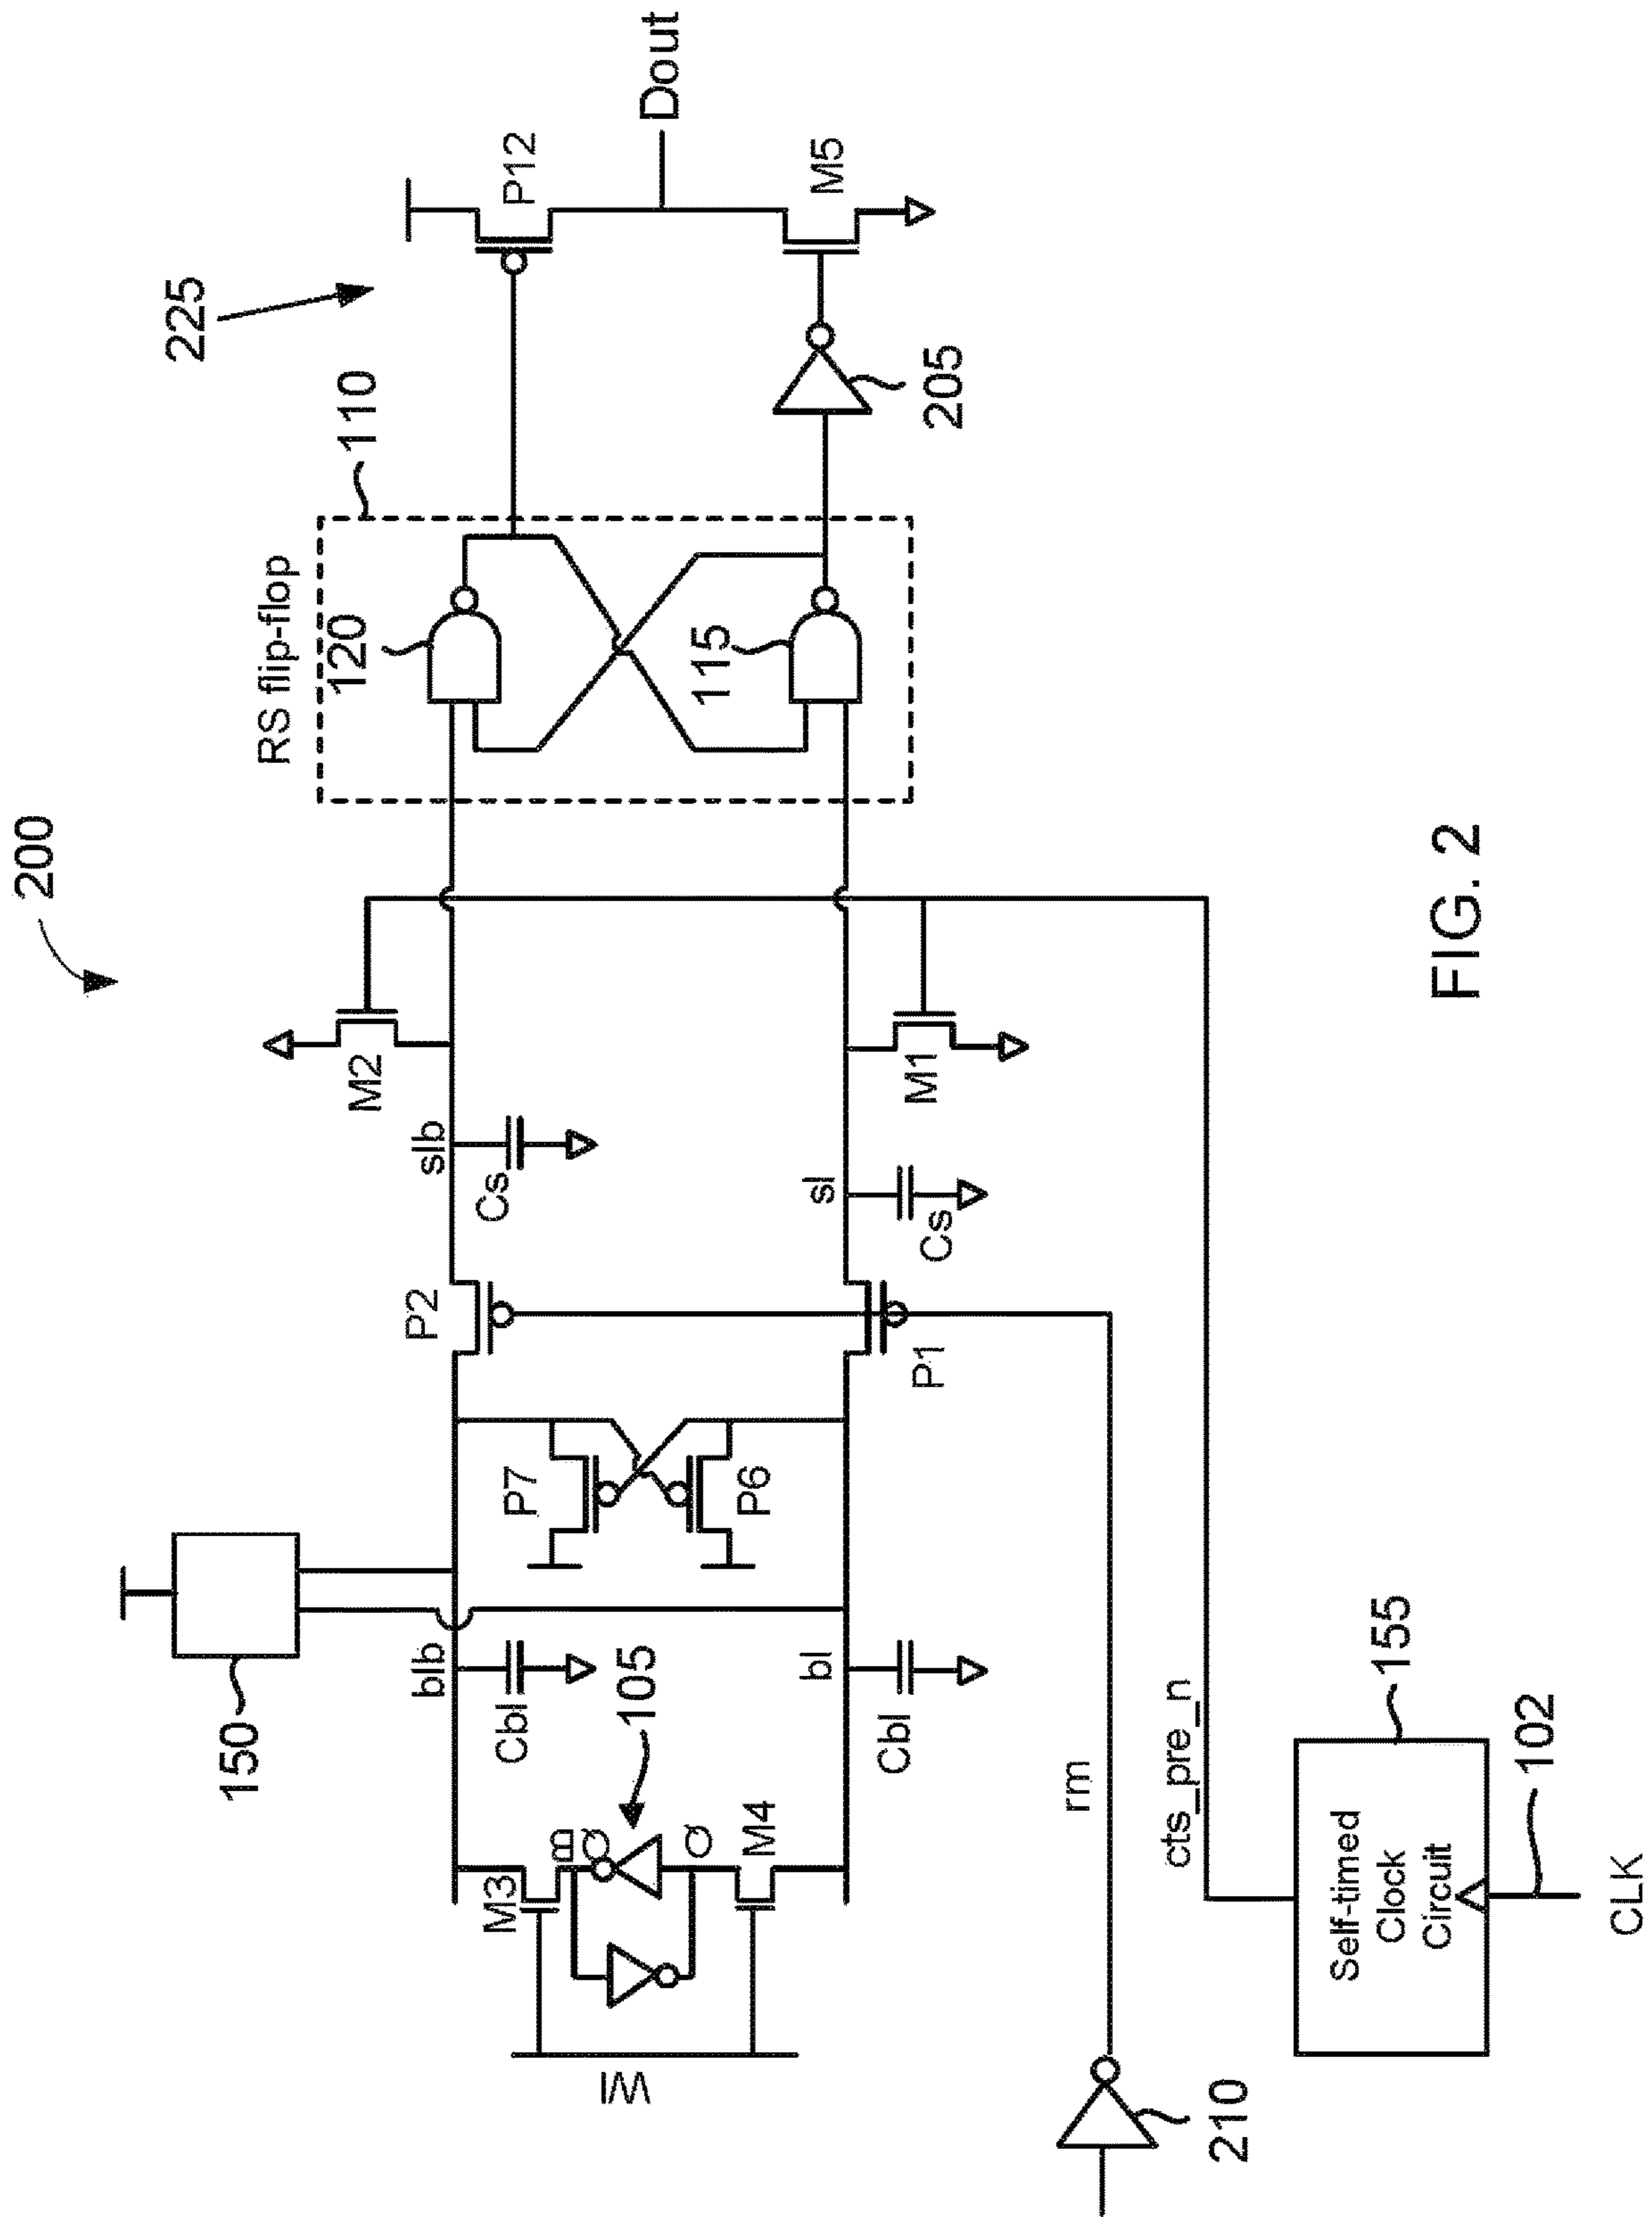 200
225
RS flip-flop
110
120
115
P12
Dout
M5
205
M2
slb
Cs
sl
Cs
M1
P2
P1
P7
P6
150
blb
Cbl
bl
Cbl
105
M3
B
Q
Q
M4
Wl
rm
cts_pre_n
210
155
Self-timed
Clock
Circuit
102
CLK
FIG. 2